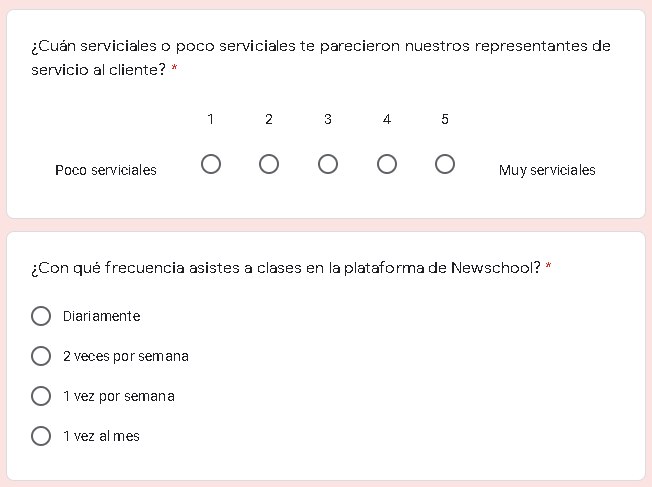 ¿Cuán serviciales o poco serviciales te parecieron nuestros representantes de
servicio al cliente? *
1 2 3 4 5
Poco serviciales Muy serviciales
¿Con qué frecuencia asistes a clases en la plataforma de Newschool? *
Diariamente
2 veces por semana
1 vez por semana
1 vez al mes